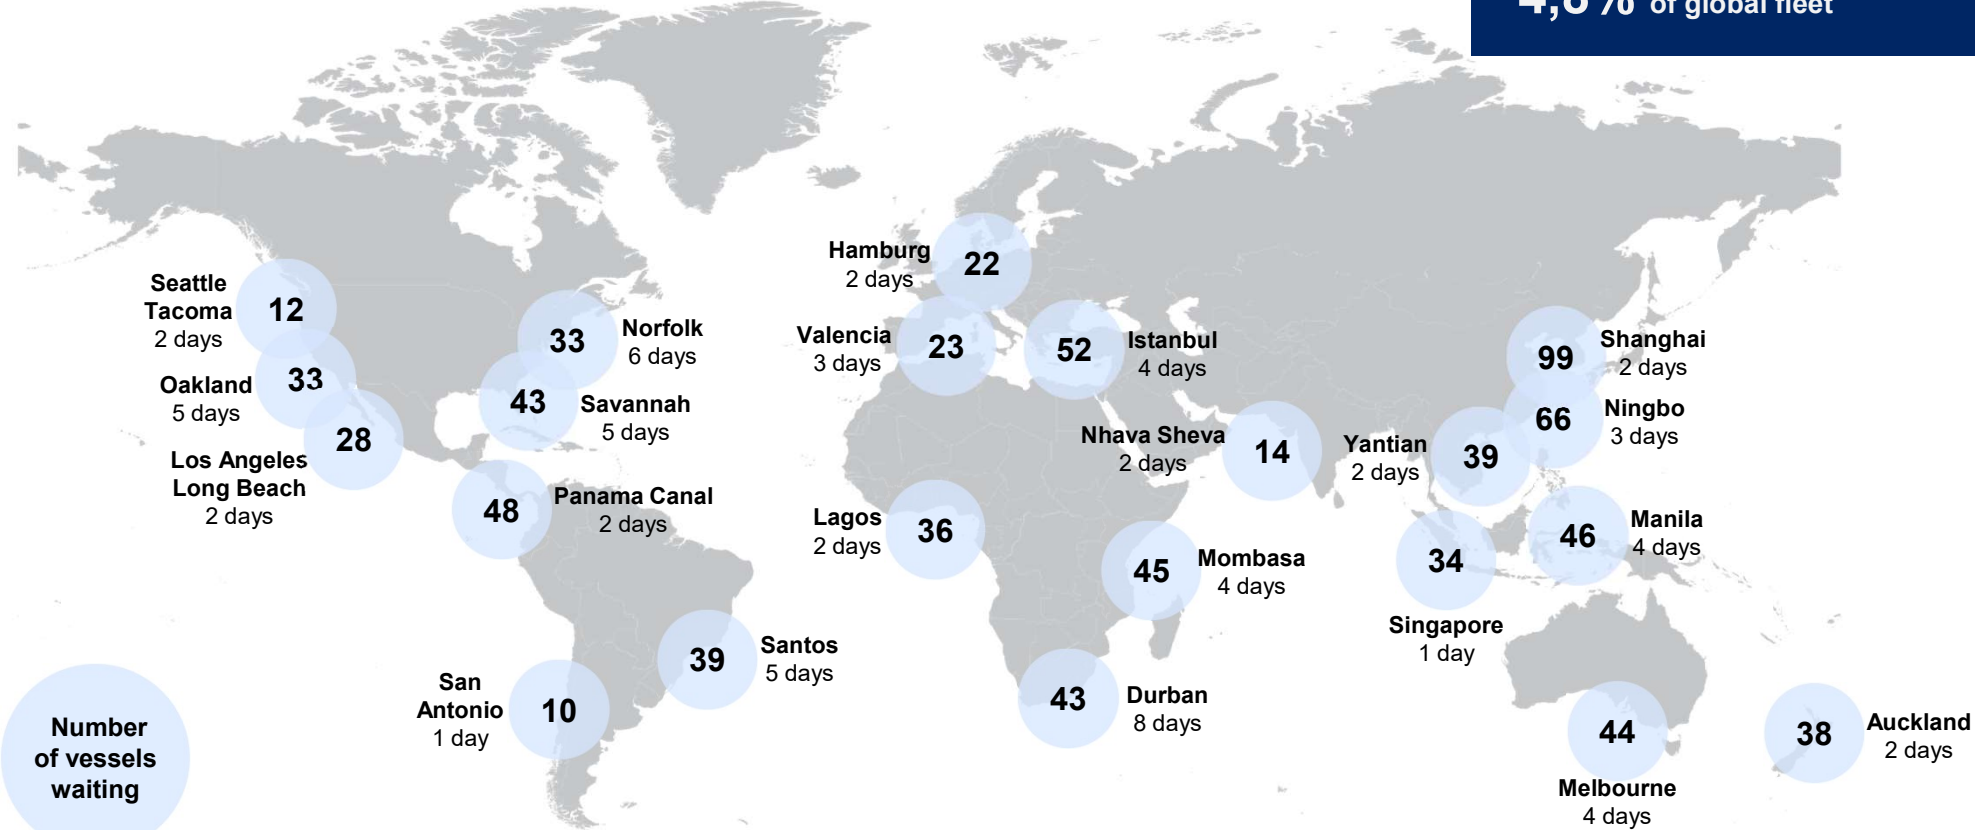 of global fleet
Hamburg
2 days
22
Seattle
Tacoma
2 days
12
Norfolk
6 days
33
Valencia
3 days
23
Istanbul
4 days
52
Shanghai
2 days
99
Oakland
5 days
33
Savannah
5 days
43
Ningbo
3 days
66
Los Angeles
Long Beach
2 days
28
Nhava Sheva
2 days
14
Yantian
2 days
39
Panama Canal
2 days
48
Lagos
2 days
36
Mombasa
4 days
45
Manila
4 days
46
34
Singapore
1 day
Santos
5 days
39
San
Antonio
1 day
10
Durban
8 days
43
44
Melbourne
4 days
38
Auckland
2 days
Number
of vessels
waiting